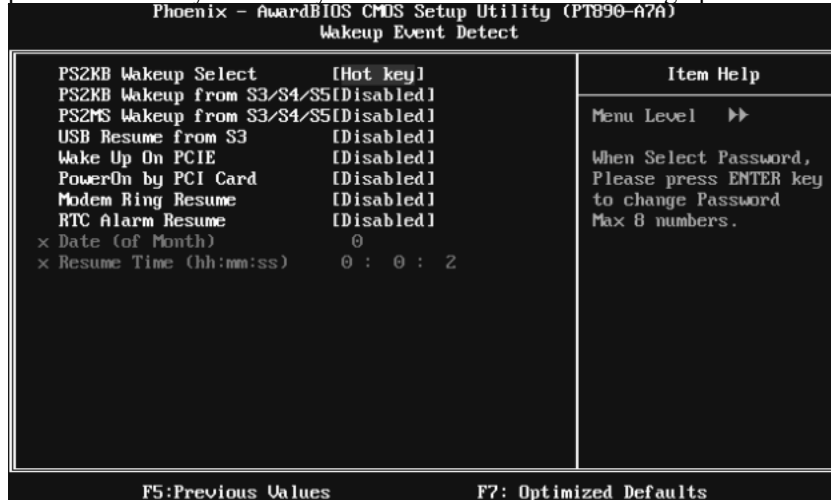 Phoenix - AwardBIOS CMOS Setup Utility (PT890-A7A)
Wakeup Event Detect
PS2KB Wakeup Select [Hot key]
PS2KB Wakeup from S3/S4/S5[Disabled]
PS2MS Wakeup from S3/S4/S5[Disabled]
USB Resume from S3 [Disabled]
Wake Up On PCIE [Disabled]
PowerOn by PCI Card [Disabled]
Modem Ring Resume [Disabled]
RTC Alarm Resume [Disabled]
x Date (of Month) 0
x Resume Time (hh:mm:ss) 0 : 0 : 2
Item Help
Menu Level ▸▸
When Select Password,
Please press ENTER key
to change Password
Max 8 numbers.
F5:Previous Values F7: Optimized Defaults